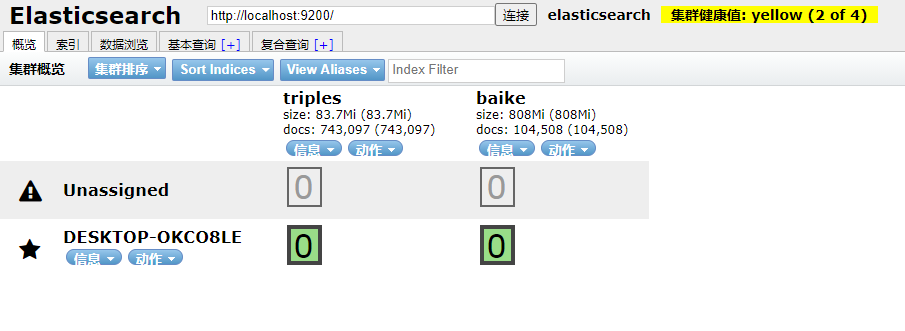 Elasticsearch http://localhost:9200/ 连接 elasticsearch 集群健康值: yellow (2 of 4)
概览 索引 数据浏览 基本查询 [+] 复合查询 [+]
集群概览 集群排序 Sort Indices View Aliases Index Filter
triples baike
size: 83.7Mi (83.7Mi) size: 808Mi (808Mi)
docs: 743,097 (743,097) docs: 104,508 (104,508)
信息 动作 信息 动作
Unassigned 0 0
DESKTOP-OKCO8LE 0 0
信息 动作